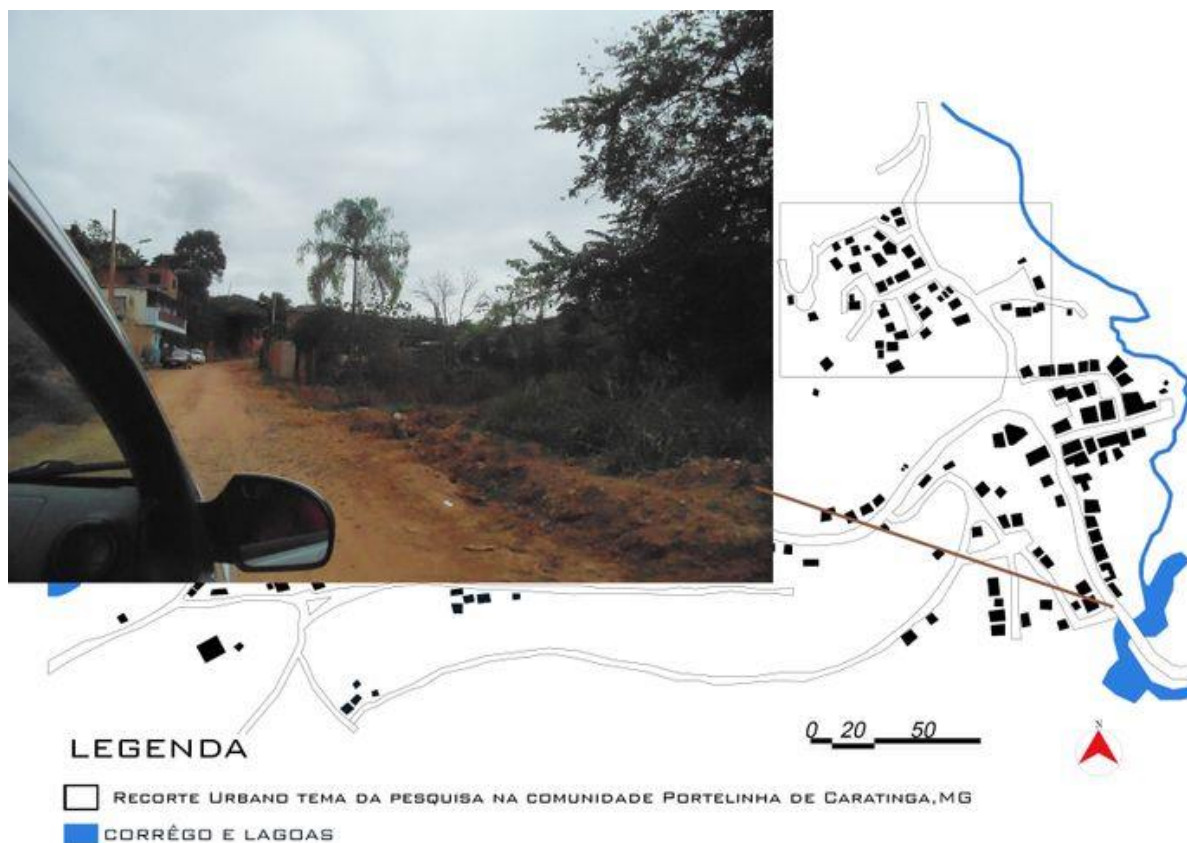 N
0 20 50
LEGENDA
RECORTE URBANO TEMA DA PESQUISA NA COMUNIDADE PORTELINHA DE CARATINGA,MG
CORRÊGO E LAGOAS